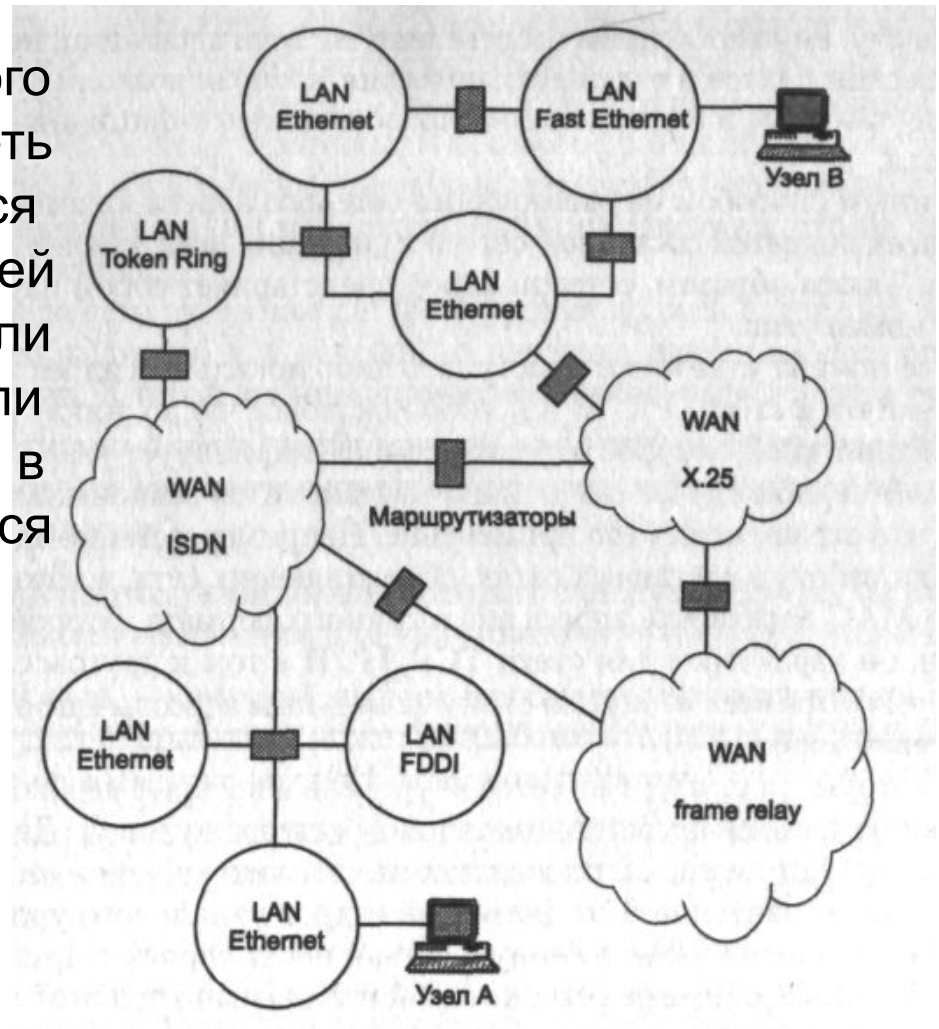 ого
еть
ся
ей
ли
ли
в
ся
LAN
Ethernet
LAN
Fast Ethernet
Узел B
LAN
Token Ring
LAN
Ethernet
WAN
X.25
WAN
ISDN
Маршрутизаторы
LAN
Ethernet
LAN
FDDI
WAN
frame relay
LAN
Ethernet
Узел A